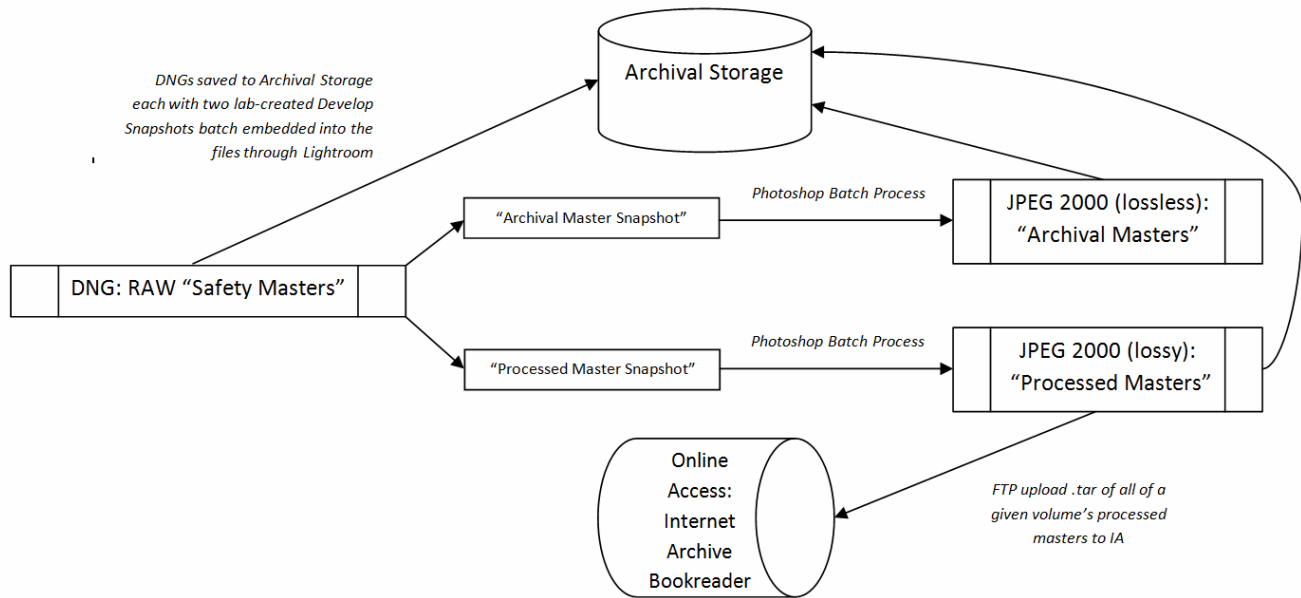 Archival Storage
DNGs saved to Archival Storage
each with two lab-created Develop
Snapshots batch embedded into the
files through Lightroom
“Archival Master Snapshot”
Photoshop Batch Process
JPEG 2000 (lossless):
“Archival Masters”
DNG: RAW “Safety Masters”
“Processed Master Snapshot”
Photoshop Batch Process
JPEG 2000 (lossy):
“Processed Masters”
Online
Access:
Internet
Archive
Bookreader
FTP upload .tar of all of a
given volume’s processed
masters to IA